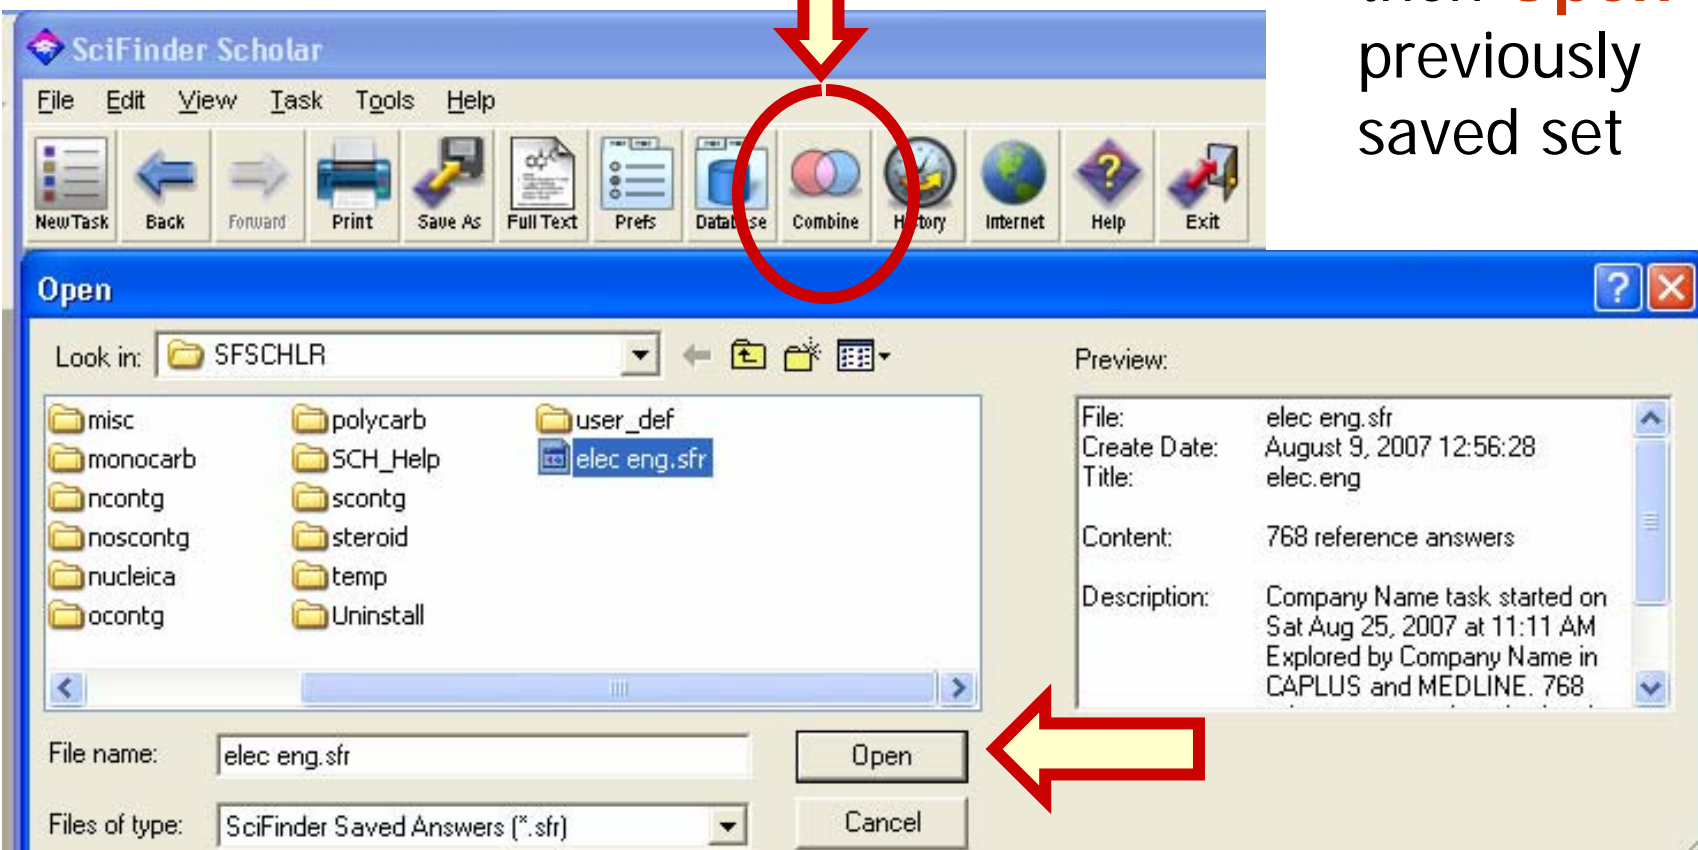 then Open
previously
saved set
SciFinder Scholar
File Edit View Task Tools Help
New Task Back Forward Print Save As Full Text Prefs Database Combine History Internet Help Exit
Open
Look in: SFSCHLR
Preview:
misc polycarb user_def
monocarb SCH_Help elec eng.sfr
ncontg scontg
noscontg steroid
nucleica temp
ocontg Uninstall
File: elec eng.sfr
Create Date: August 9, 2007 12:56:28
Title: elec.eng
Content: 768 reference answers
Description: Company Name task started on
Sat Aug 25, 2007 at 11:11 AM
Explored by Company Name in
CAPLUS and MEDLINE. 768
File name: elec eng.sfr Open
Files of type: SciFinder Saved Answers (*.sfr) Cancel